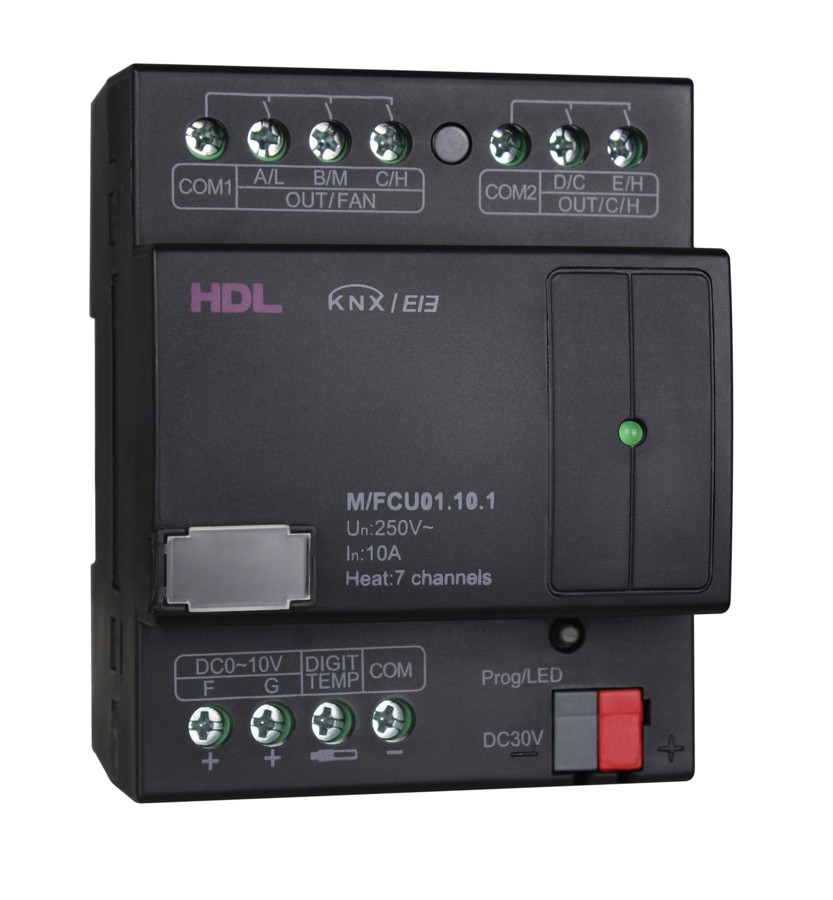 COM1 A/L B/M C/H
OUT/FAN
COM2 D/C E/H
OUT/C/H
HDL KNX/EIB
M/FCU01.10.1
Un:250V~
In:10A
Heat:7 channels
DC0~10V
F G
DIGIT
TEMP
COM
+ + −
Prog/LED
DC30V
− +